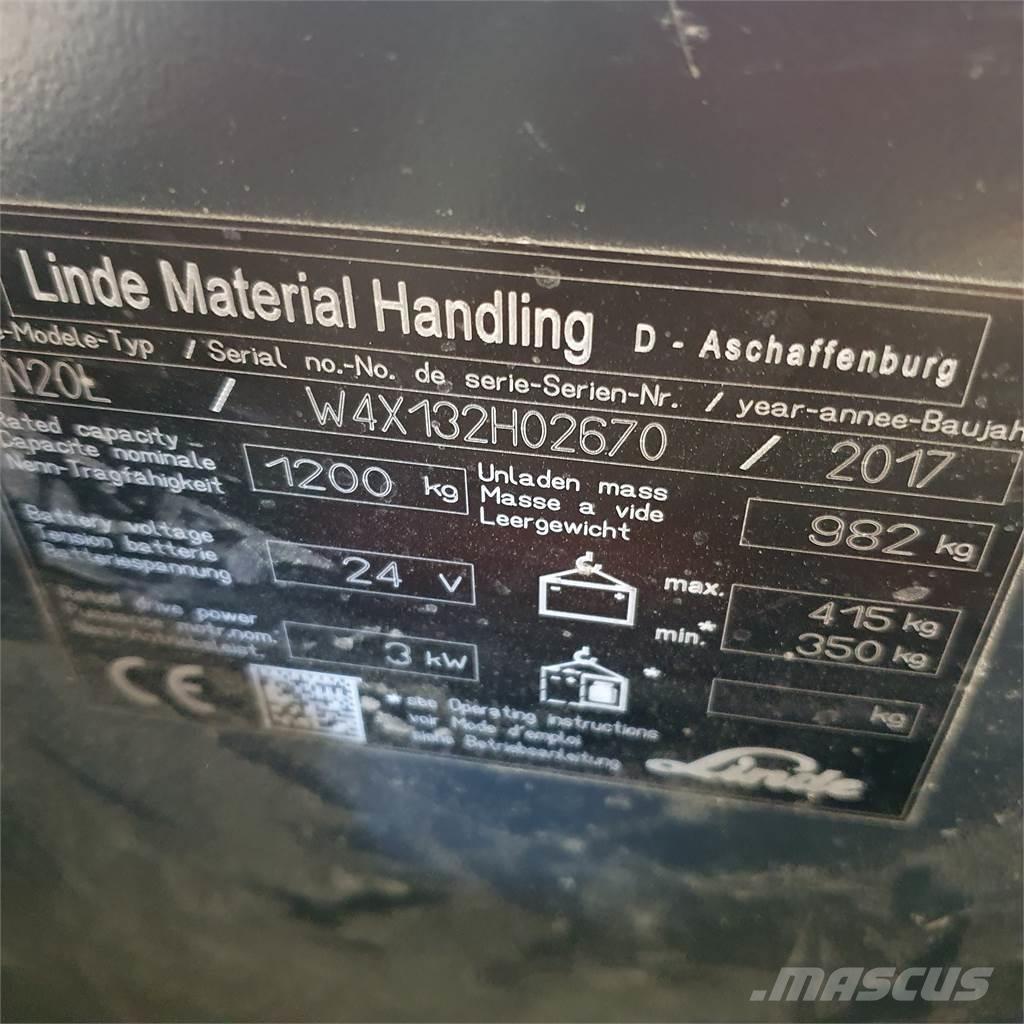 Linde Material Handling D - Aschaffenburg
-Modele-Typ / Serial no.-No. de serie-Serien-Nr. / year-annee-Baujah
N20L / W4X132H02670 / 2017
Rated capacity
Capacite nominale
Nenn-Tragfähigkeit
1200 kg
Unladen mass
Masse a vide
Leergewicht
982 kg
Battery voltage
Tension batterie
Batteriespannung
24 V
max. 415 kg
min.* 350 kg
Rated drive power
3 kW
CE
*
kg
*see Operating instructions
voir Mode d'emploi
siehe Betriebsanleitung
Linde
.MASCUS